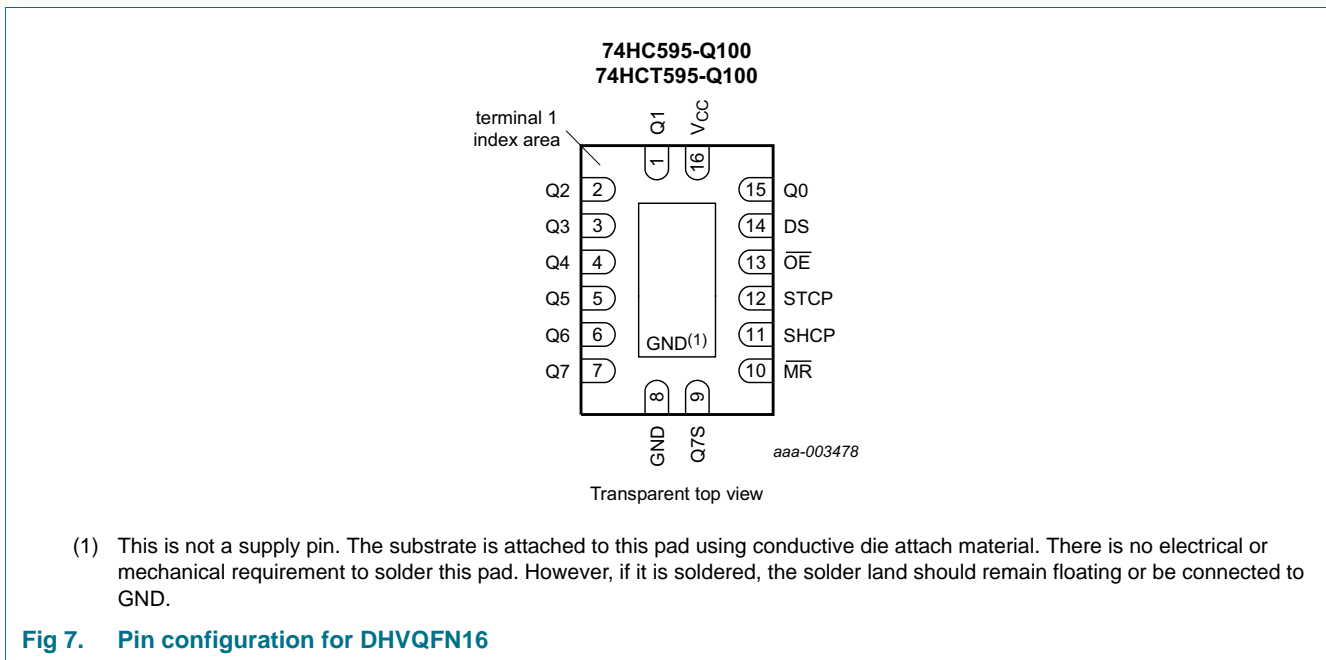 74HC595-Q100
74HCT595-Q100
terminal 1
index area
Q1
VCC
1
16
Q2 2
15 Q0
Q3 3
14 DS
Q4 4
13 O̅E̅
Q5 5
12 STCP
Q6 6
11 SHCP
GND(1)
Q7 7
10 M̅R̅
8
9
GND
Q7S
aaa-003478
Transparent top view
(1) This is not a supply pin. The substrate is attached to this pad using conductive die attach material. There is no electrical or
mechanical requirement to solder this pad. However, if it is soldered, the solder land should remain floating or be connected to
GND.
Fig 7. Pin configuration for DHVQFN16